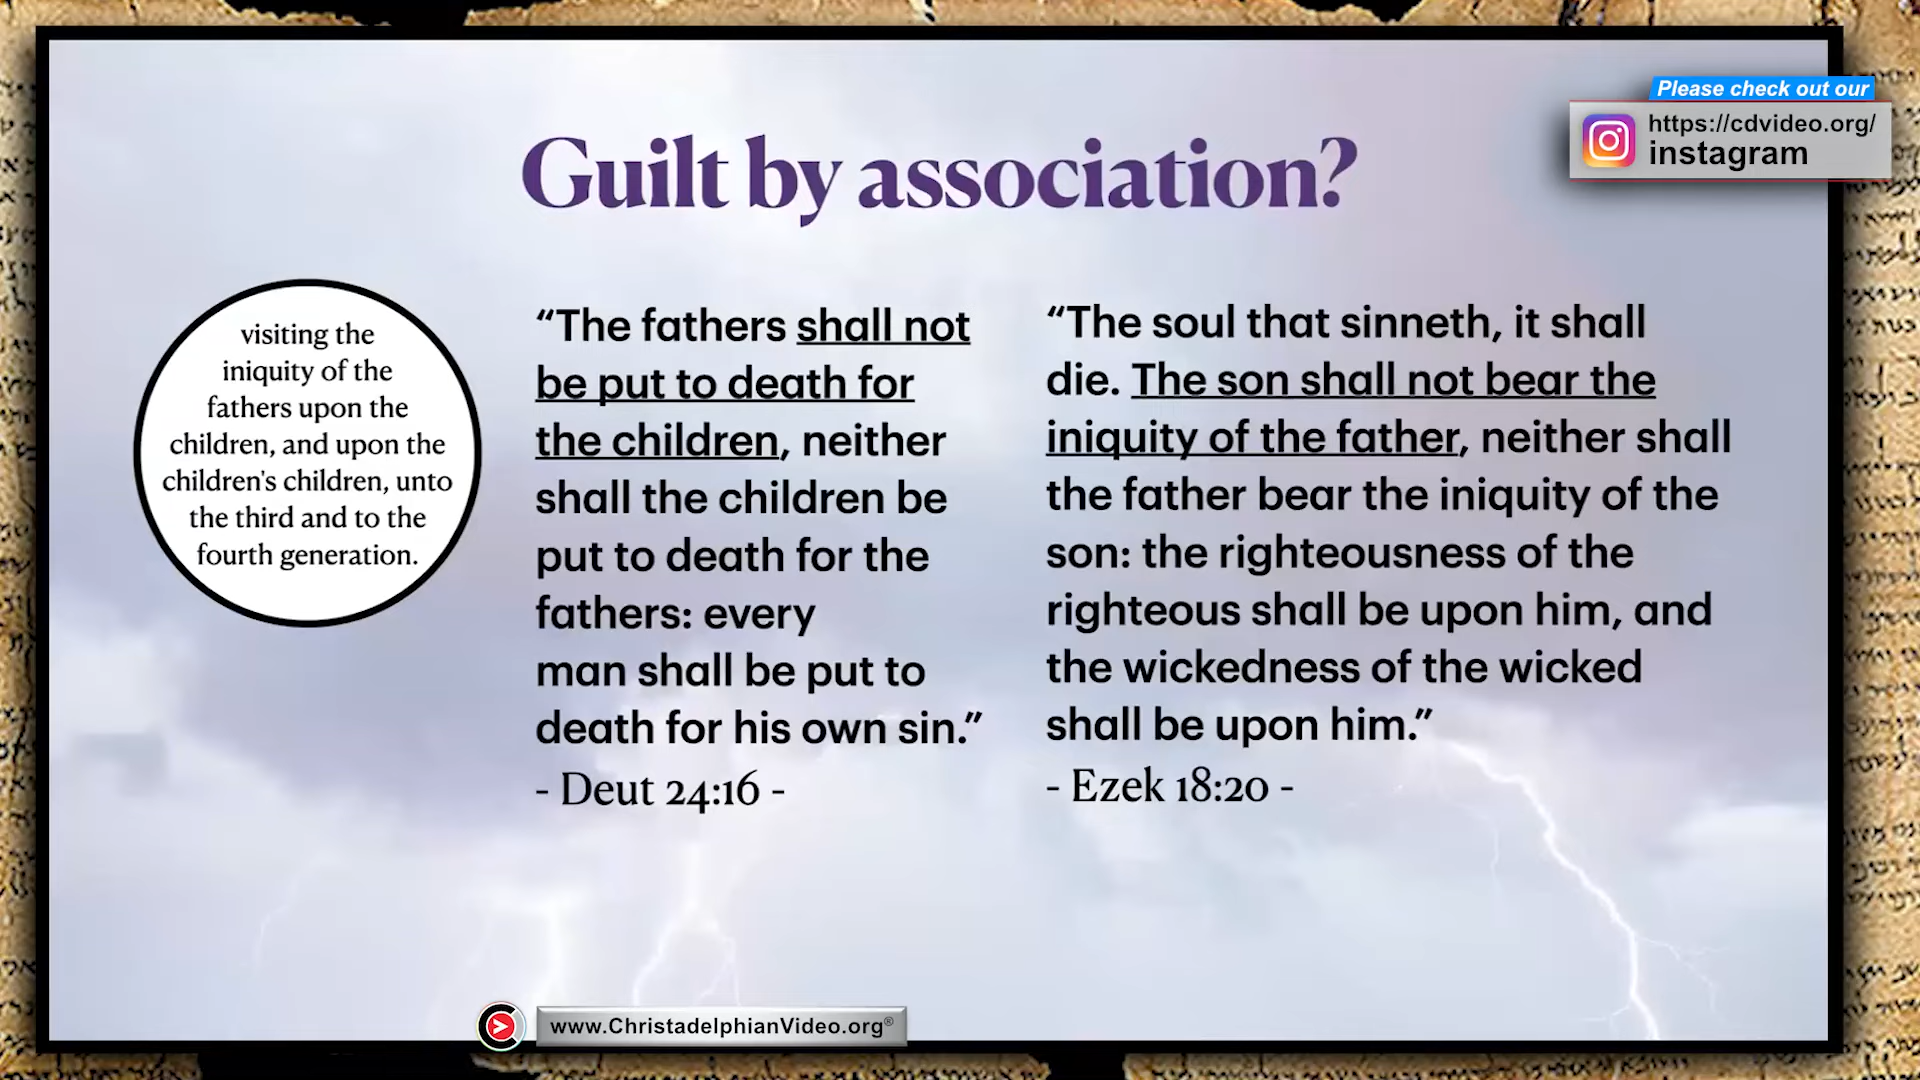 Please check out our
https://cdvideo.org/
instagram
Guilt by association?
visiting the
iniquity of the
fathers upon the
children, and upon the
children's children, unto
the third and to the
fourth generation.
“The fathers shall not
be put to death for
the children, neither
shall the children be
put to death for the
fathers: every
man shall be put to
death for his own sin.”
- Deut 24:16 -
“The soul that sinneth, it shall
die. The son shall not bear the
iniquity of the father, neither shall
the father bear the iniquity of the
son: the righteousness of the
righteous shall be upon him, and
the wickedness of the wicked
shall be upon him.”
- Ezek 18:20 -
www.ChristadelphianVideo.org®